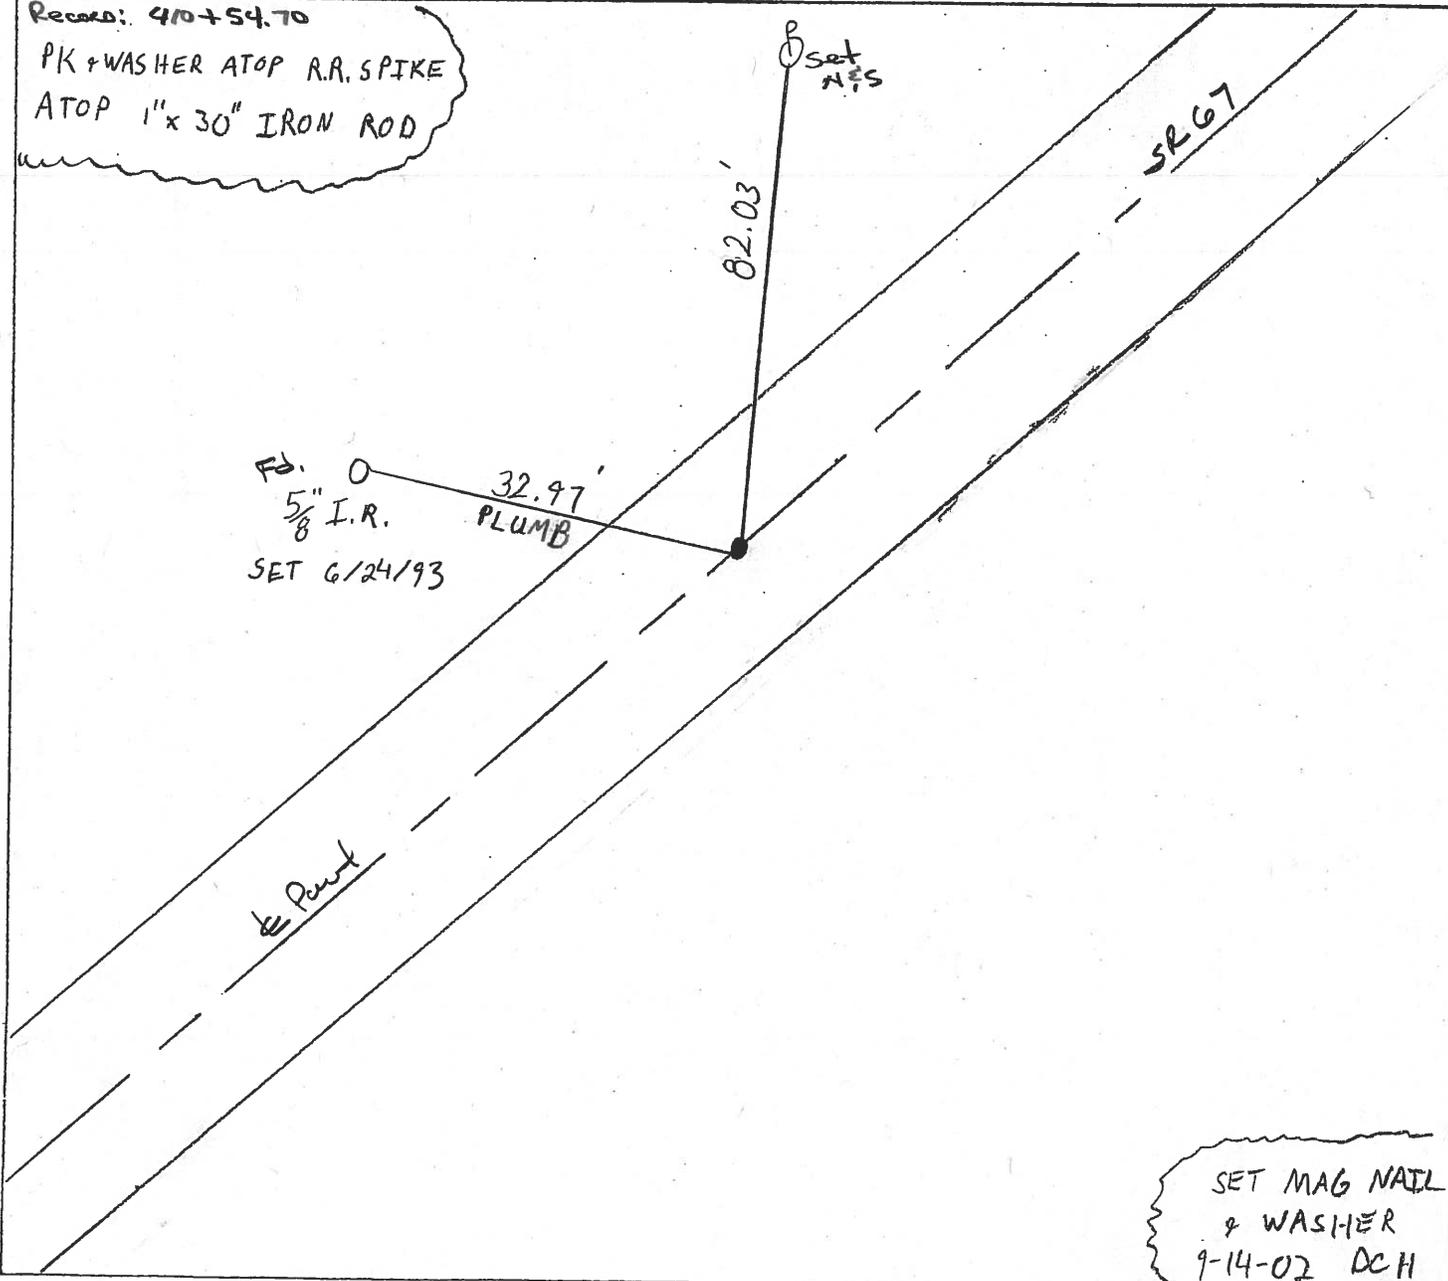 Record: 410+54.70
PK & WASHER ATOP R.R. SPIKE
ATOP 1" x 30" IRON ROD
P
set
N&S
82.03'
SR 67
Fd.
5/8" I.R.
SET 6/24/93
32.97'
PLUMB
℄ Pavt
SET MAG NAIL
& WASHER
9-14-02 DCH